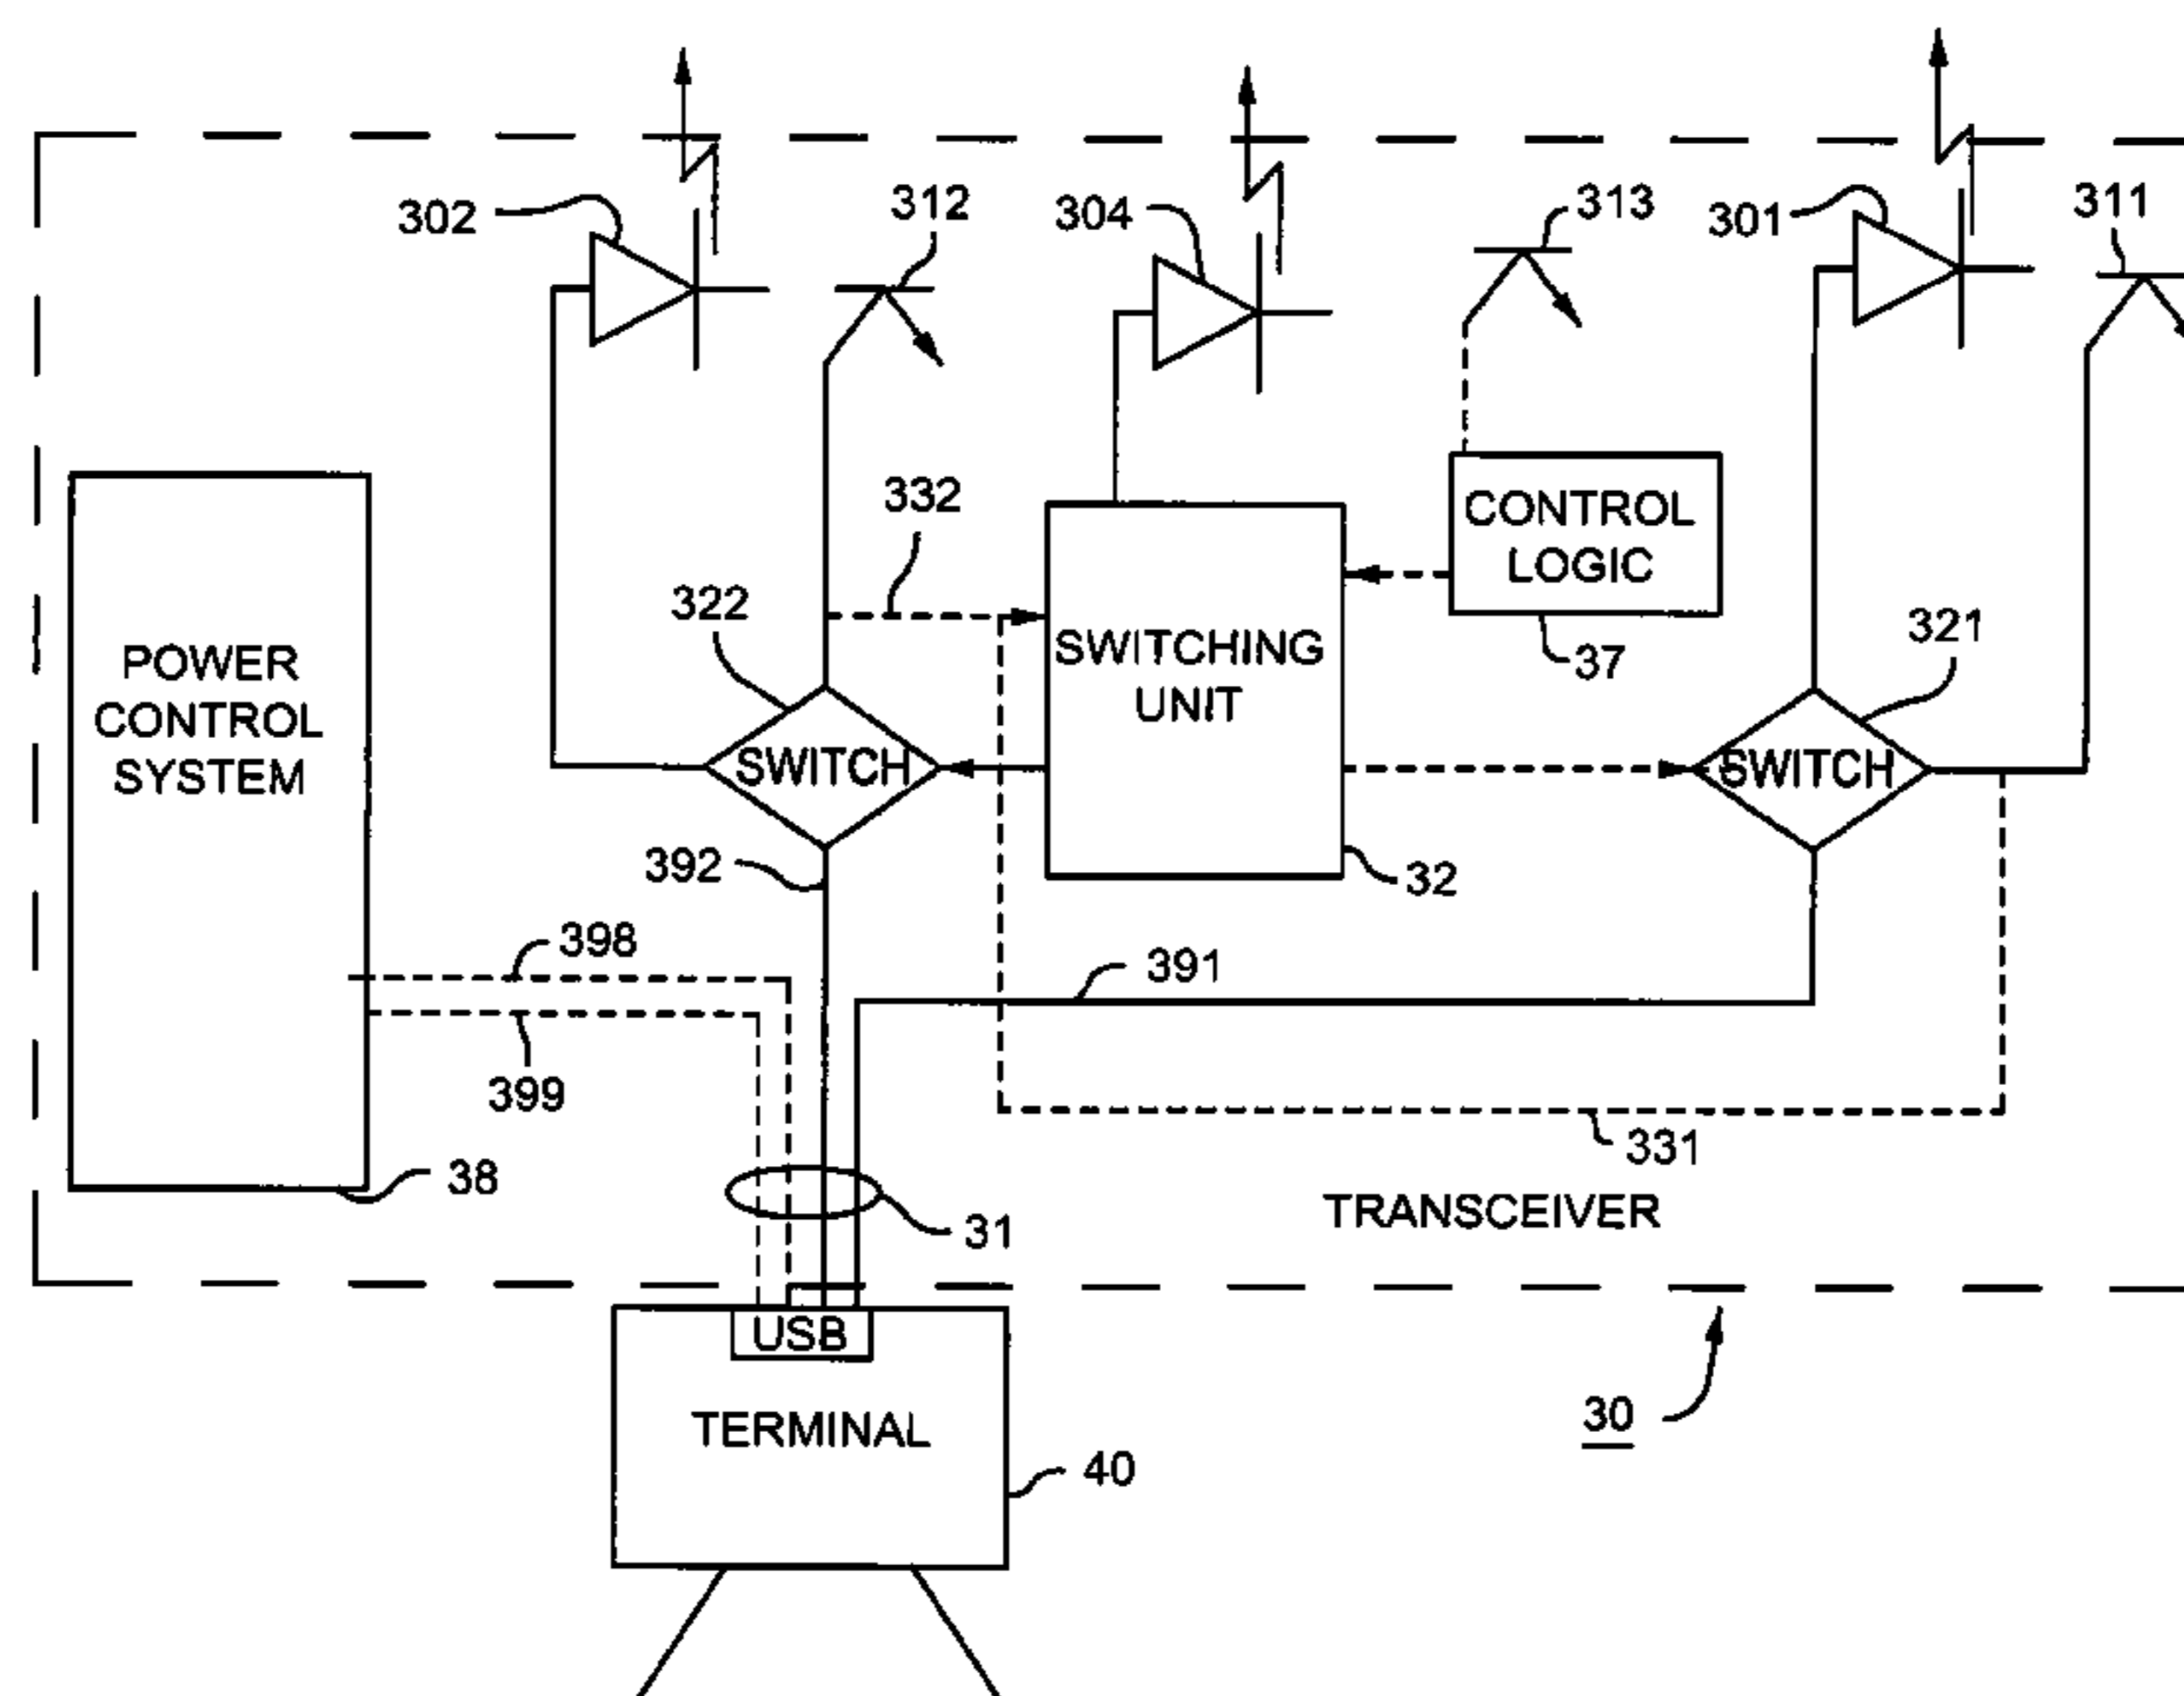 302
312
304
313
301
311
332
CONTROL
LOGIC
37
322
321
POWER
CONTROL
SYSTEM
SWITCHING
UNIT
SWITCH
SWITCH
392
32
398
391
399
331
38
31
TRANSCEIVER
USB
TERMINAL
30
40